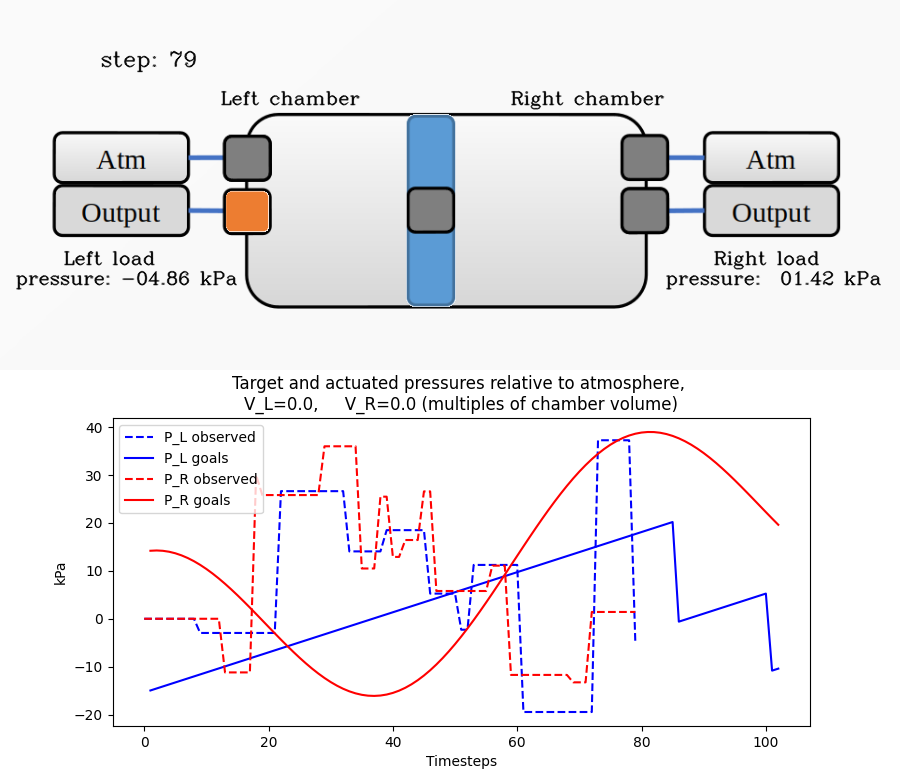 step: 79
Left chamber
Right chamber
Atm
Atm
Output
Output
Left load
pressure: -04.86 kPa
Right load
pressure: 01.42 kPa
Target and actuated pressures relative to atmosphere,
V_L=0.0, V_R=0.0 (multiples of chamber volume)
P_L observed
P_L goals
P_R observed
P_R goals
kPa
40
30
20
10
0
−10
−20
0
20
40
60
80
100
Timesteps